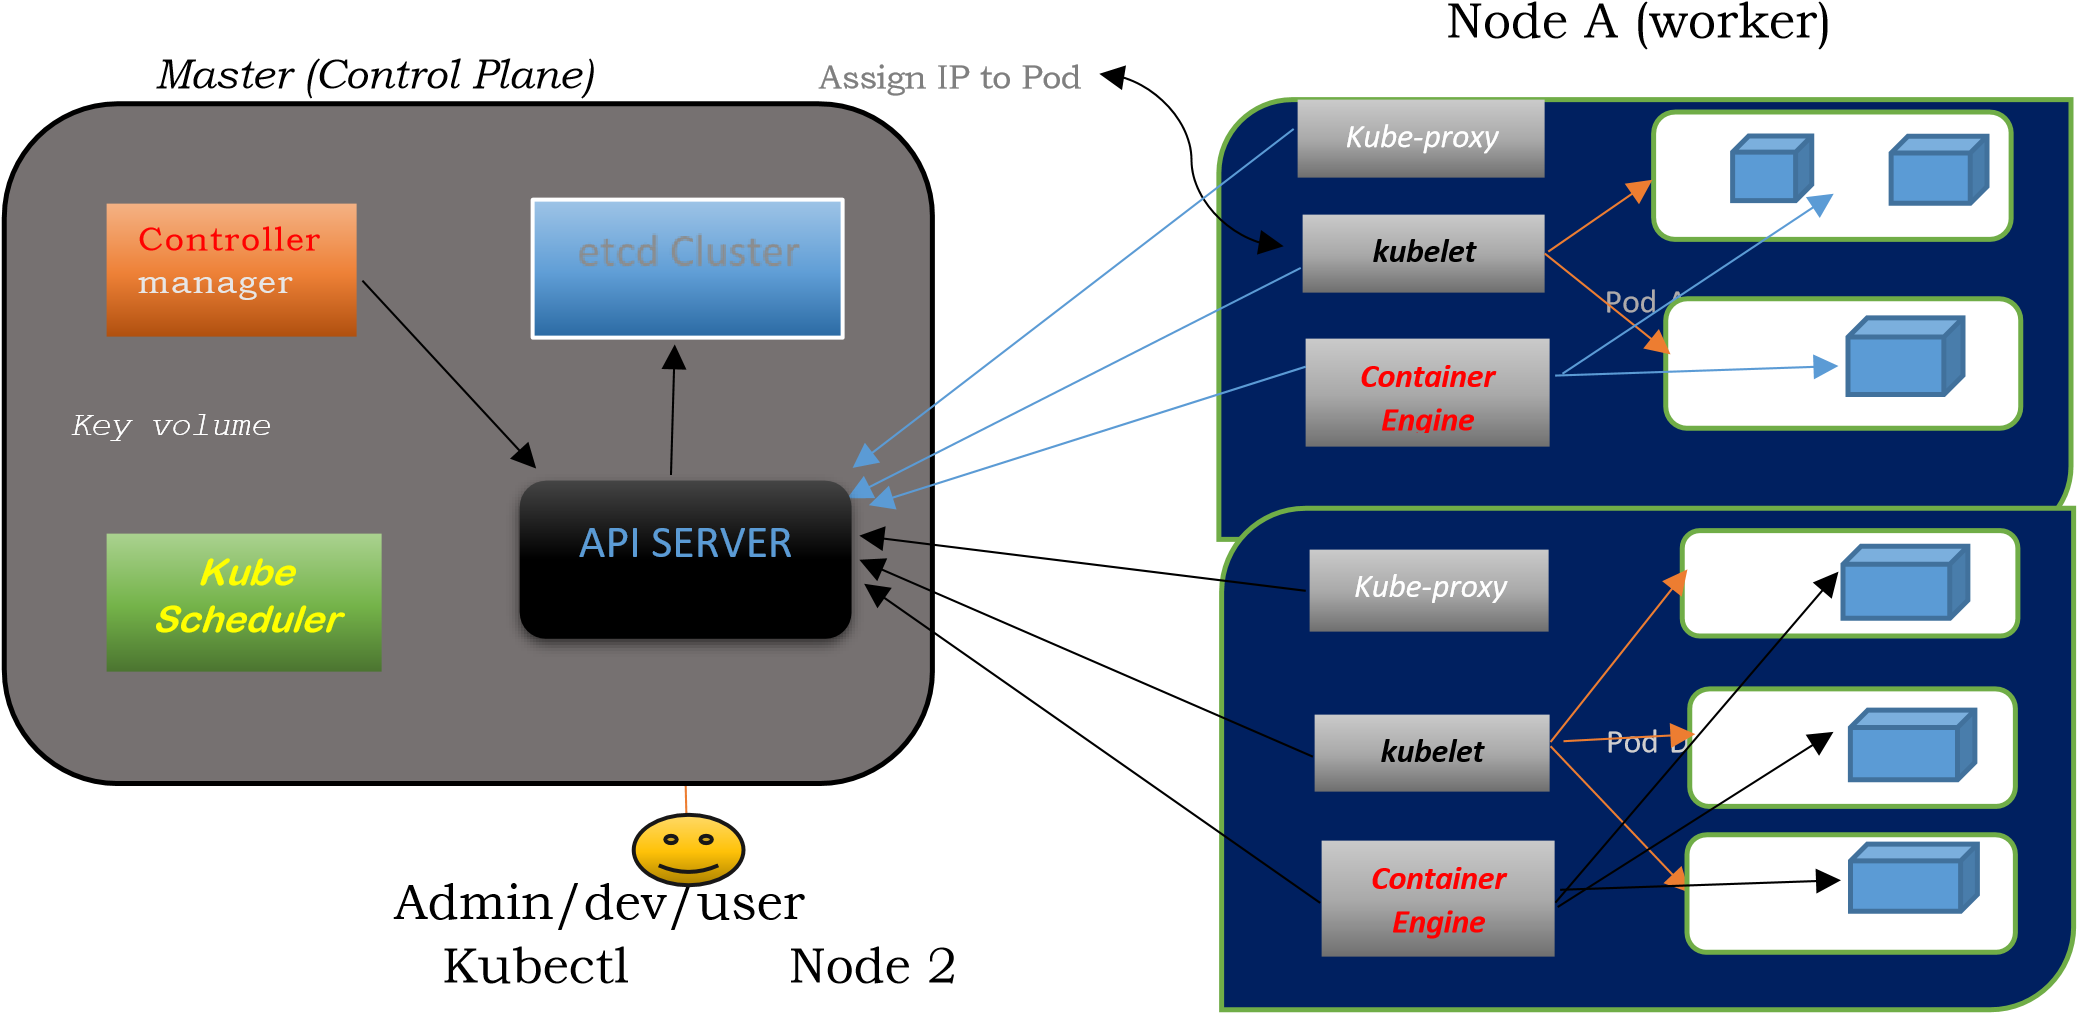 Node A (worker)
Master (Control Plane)
Assign IP to Pod
Kube-proxy
Controller
manager
etcd Cluster
kubelet
Pod A
Container
Engine
Key volume
API SERVER
Kube
Scheduler
Kube-proxy
kubelet
Pod D
Container
Engine
Admin/dev/user
Kubectl Node 2